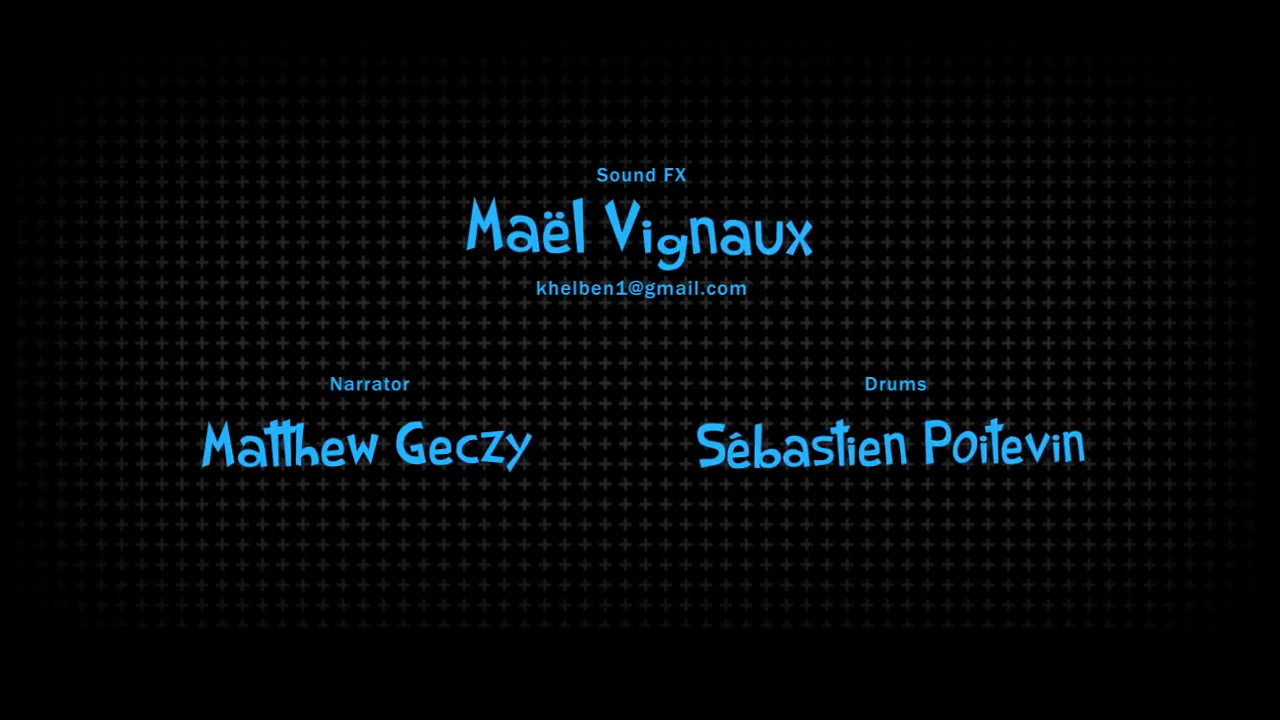 Sound FX
Maël Vignaux
khelben1@gmail.com
Narrator
Matthew Geczy
Drums
Sébastien Poitevin